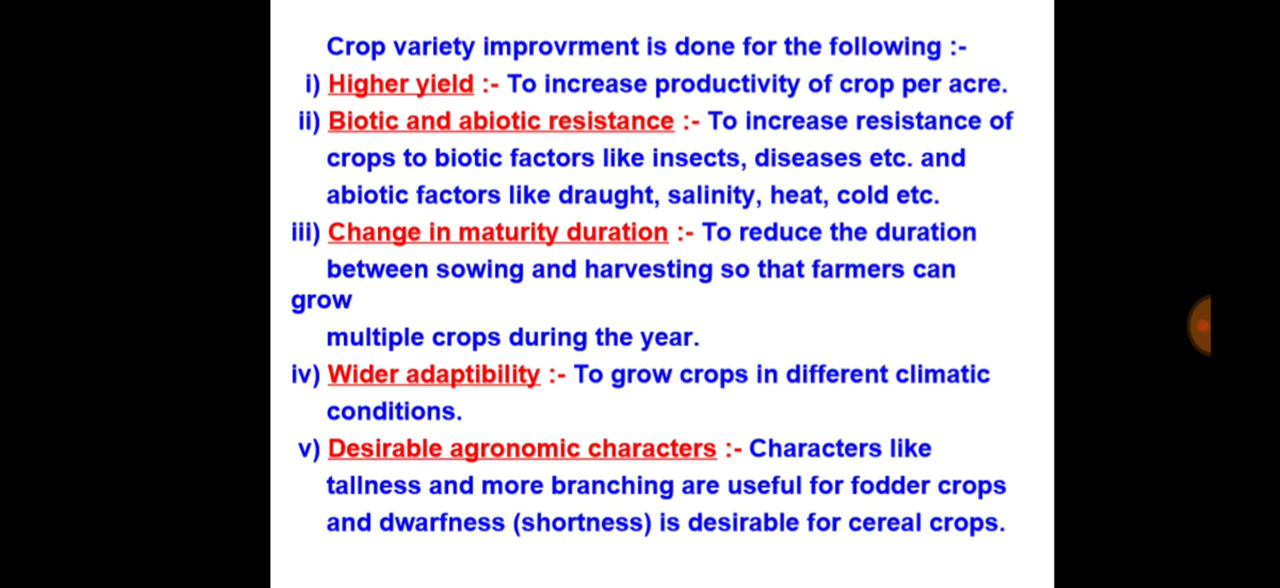 Crop variety improvrment is done for the following :-
i) Higher yield :- To increase productivity of crop per acre.
ii) Biotic and abiotic resistance :- To increase resistance of
crops to biotic factors like insects, diseases etc. and
abiotic factors like draught, salinity, heat, cold etc.
iii) Change in maturity duration :- To reduce the duration
between sowing and harvesting so that farmers can
grow
multiple crops during the year.
iv) Wider adaptibility :- To grow crops in different climatic
conditions.
v) Desirable agronomic characters :- Characters like
tallness and more branching are useful for fodder crops
and dwarfness (shortness) is desirable for cereal crops.